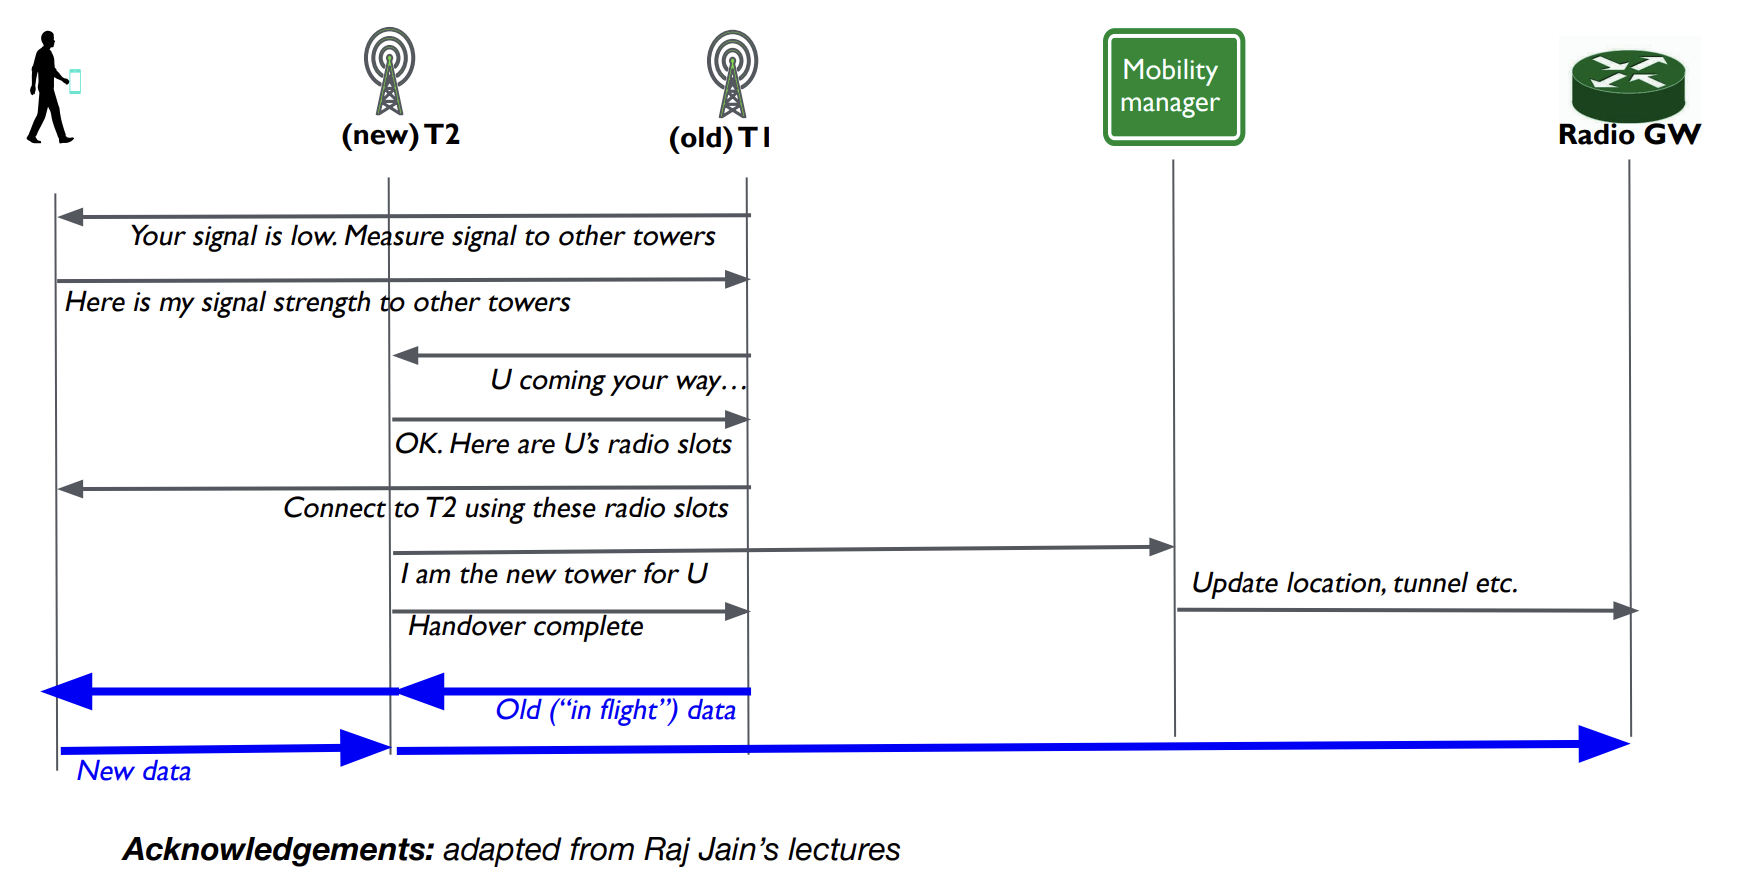 Mobility
manager
(new) T2
(old) T1
Radio GW
Your signal is low. Measure signal to other towers
Here is my signal strength to other towers
U coming your way…
OK. Here are U’s radio slots
Connect to T2 using these radio slots
I am the new tower for U
Update location, tunnel etc.
Handover complete
Old (“in flight”) data
New data
Acknowledgements: adapted from Raj Jain’s lectures